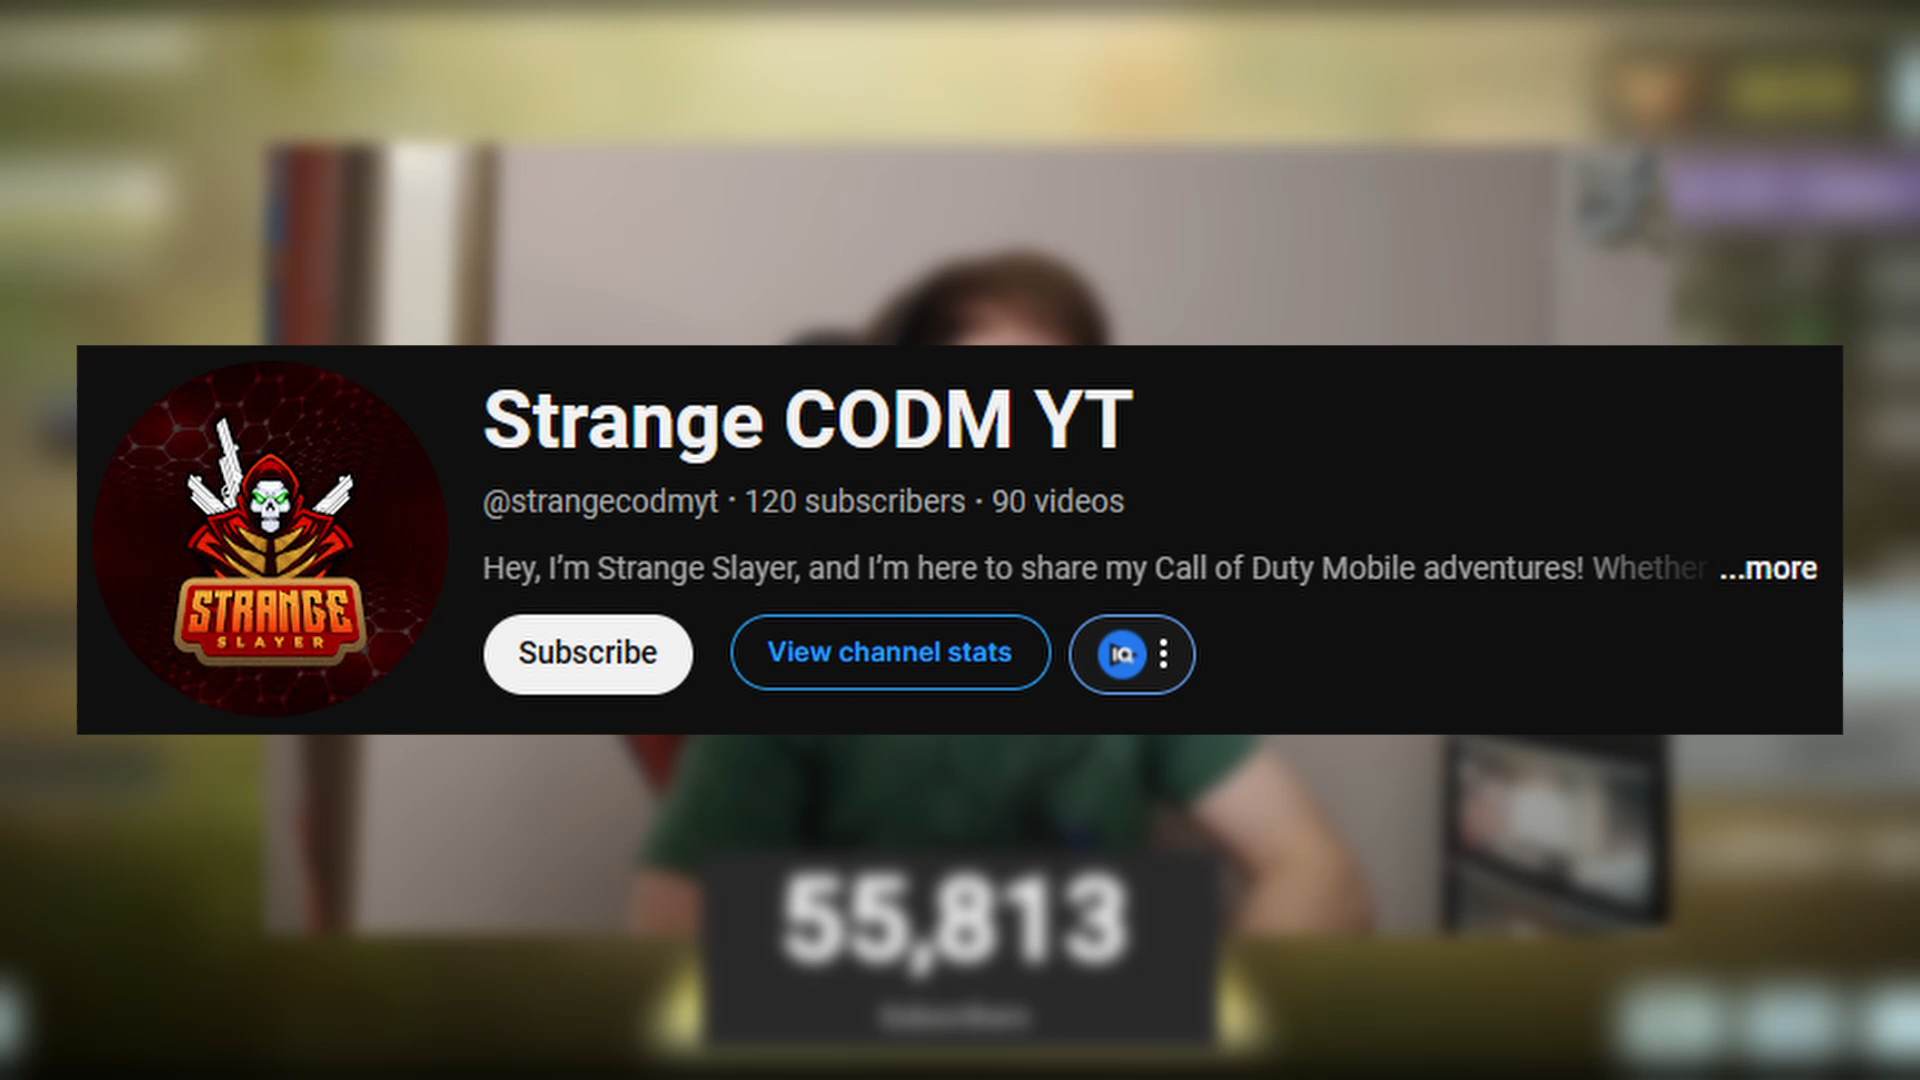 Strange CODM YT
@strangecodmyt · 120 subscribers · 90 videos
Hey, I’m Strange Slayer, and I’m here to share my Call of Duty Mobile adventures! Whether ...more
Subscribe
View channel stats
IQ
STRANGE
SLAYER
55,813
Subscribers